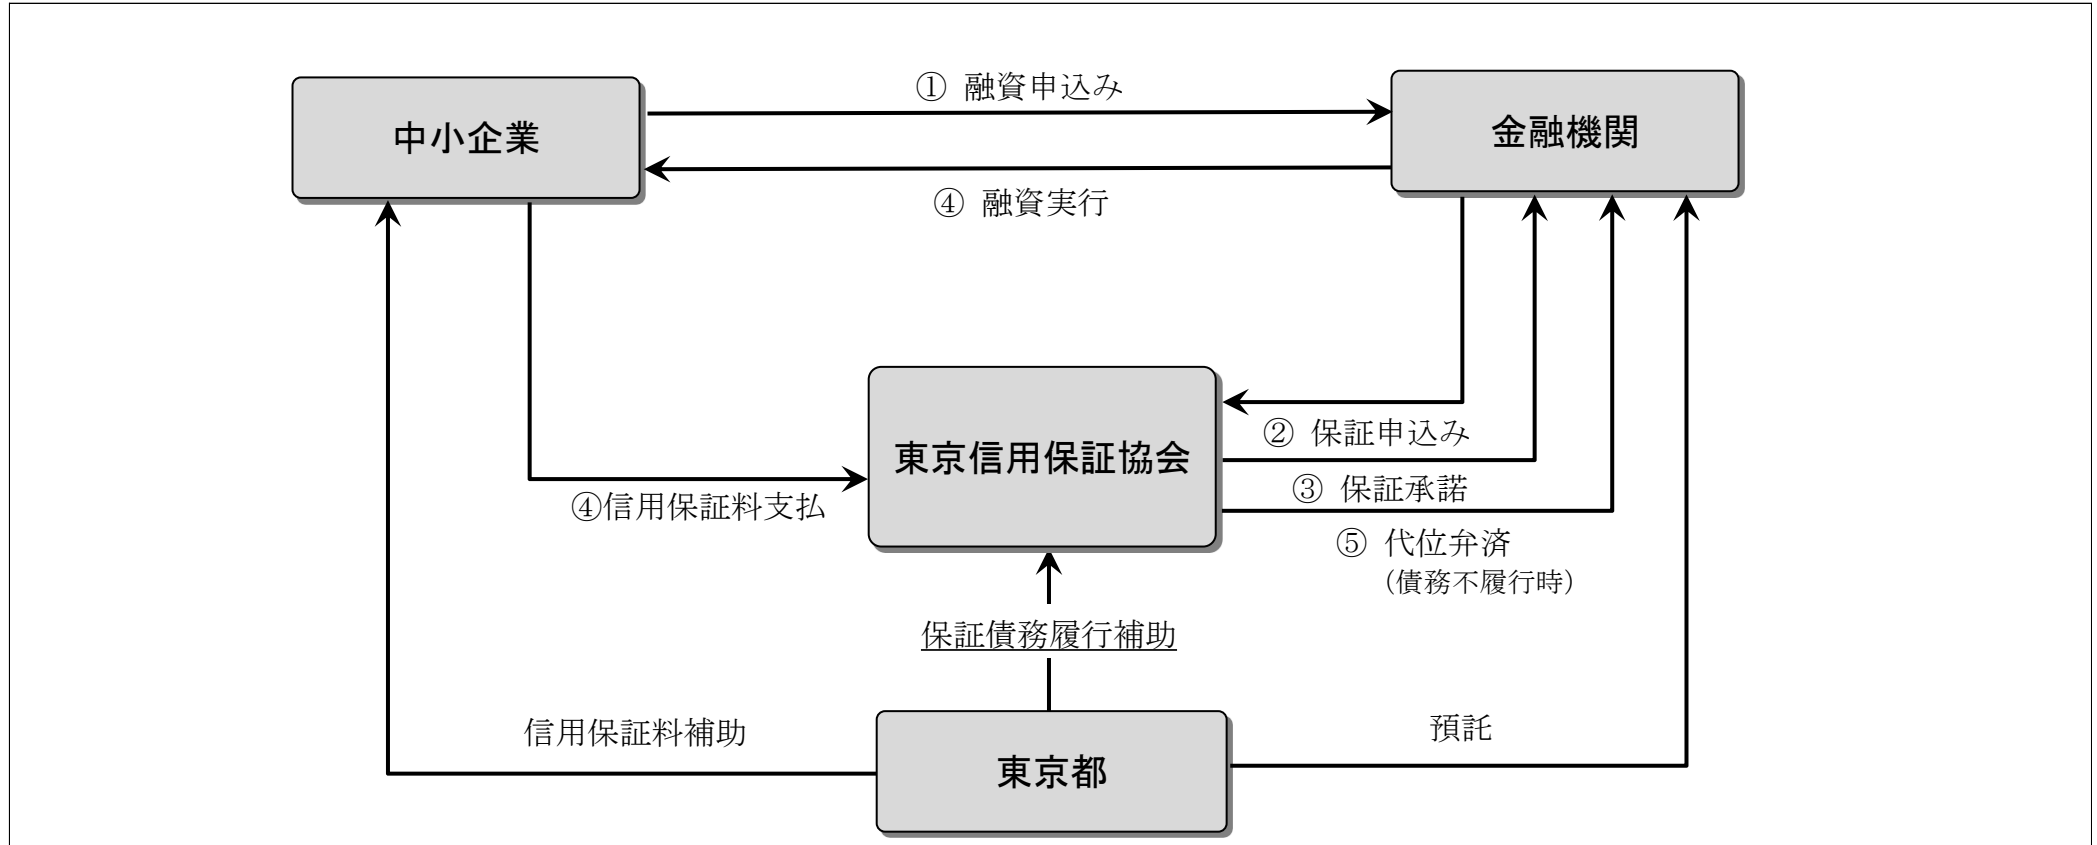 ① 融資申込み
中小企業
金融機関
④ 融資実行
② 保証申込み
東京信用保証協会
③ 保証承諾
④信用保証料支払
⑤ 代位弁済
(債務不履行時)
保証債務履行補助
信用保証料補助
預託
東京都